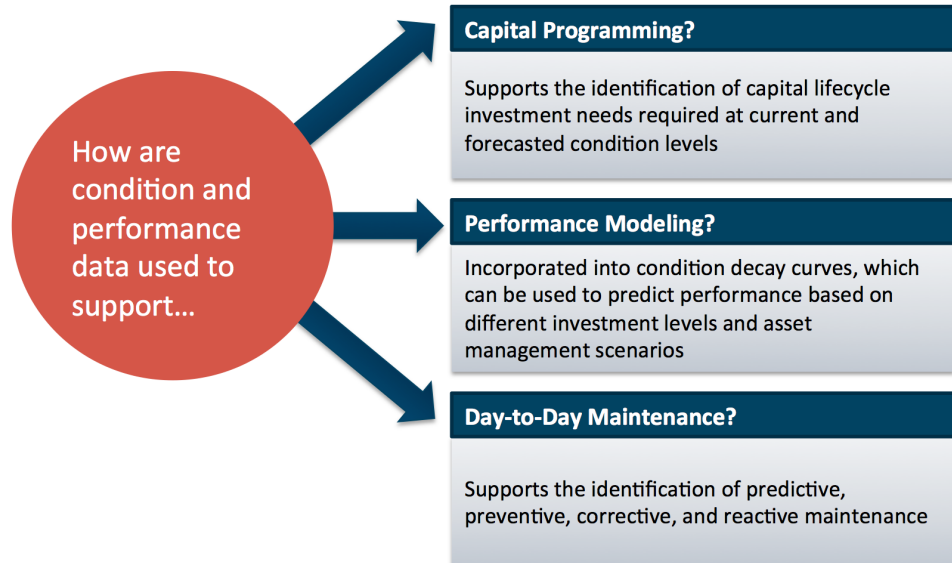 How are
condition and
performance
data used to
support…
Capital Programming?
Supports the identification of capital lifecycle
investment needs required at current and
forecasted condition levels
Performance Modeling?
Incorporated into condition decay curves, which
can be used to predict performance based on
different investment levels and asset
management scenarios
Day-to-Day Maintenance?
Supports the identification of predictive,
preventive, corrective, and reactive maintenance